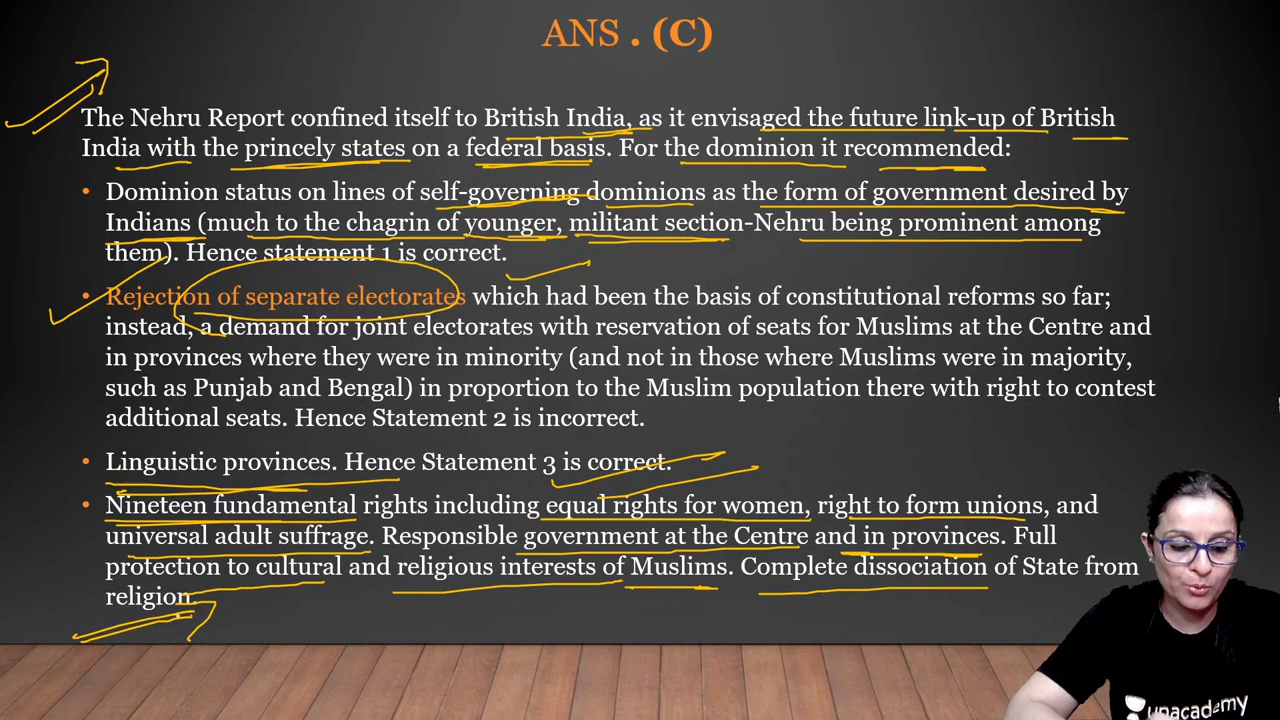 ANS . (C)
The Nehru Report confined itself to British India, as it envisaged the future link-up of British
India with the princely states on a federal basis. For the dominion it recommended:
• Dominion status on lines of self-governing dominions as the form of government desired by
Indians (much to the chagrin of younger, militant section-Nehru being prominent among
them). Hence statement 1 is correct.
• Rejection of separate electorates which had been the basis of constitutional reforms so far;
instead, a demand for joint electorates with reservation of seats for Muslims at the Centre and
in provinces where they were in minority (and not in those where Muslims were in majority,
such as Punjab and Bengal) in proportion to the Muslim population there with right to contest
additional seats. Hence Statement 2 is incorrect.
• Linguistic provinces. Hence Statement 3 is correct.
• Nineteen fundamental rights including equal rights for women, right to form unions, and
universal adult suffrage. Responsible government at the Centre and in provinces. Full
protection to cultural and religious interests of Muslims. Complete dissociation of State from
religion.
unacademy